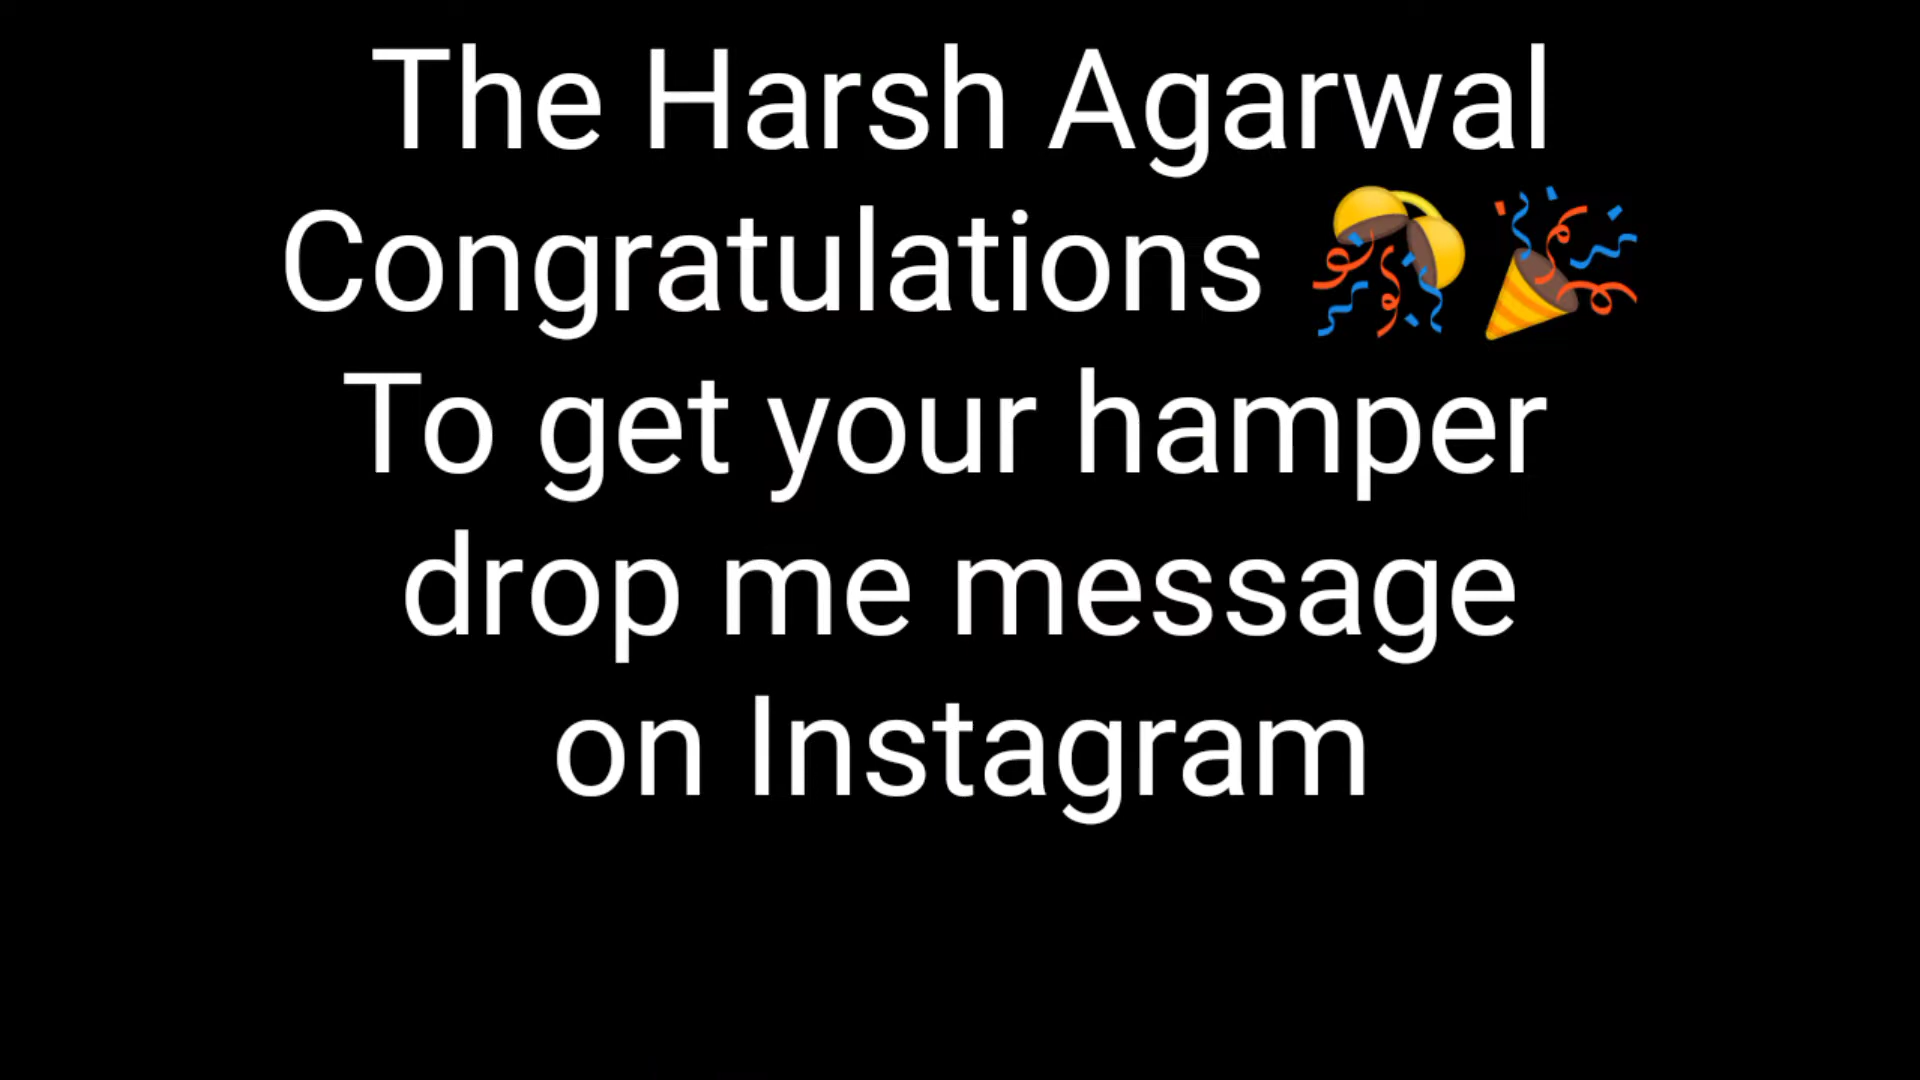 The Harsh Agarwal
Congratulations 🎊🎉
To get your hamper
drop me message
on Instagram